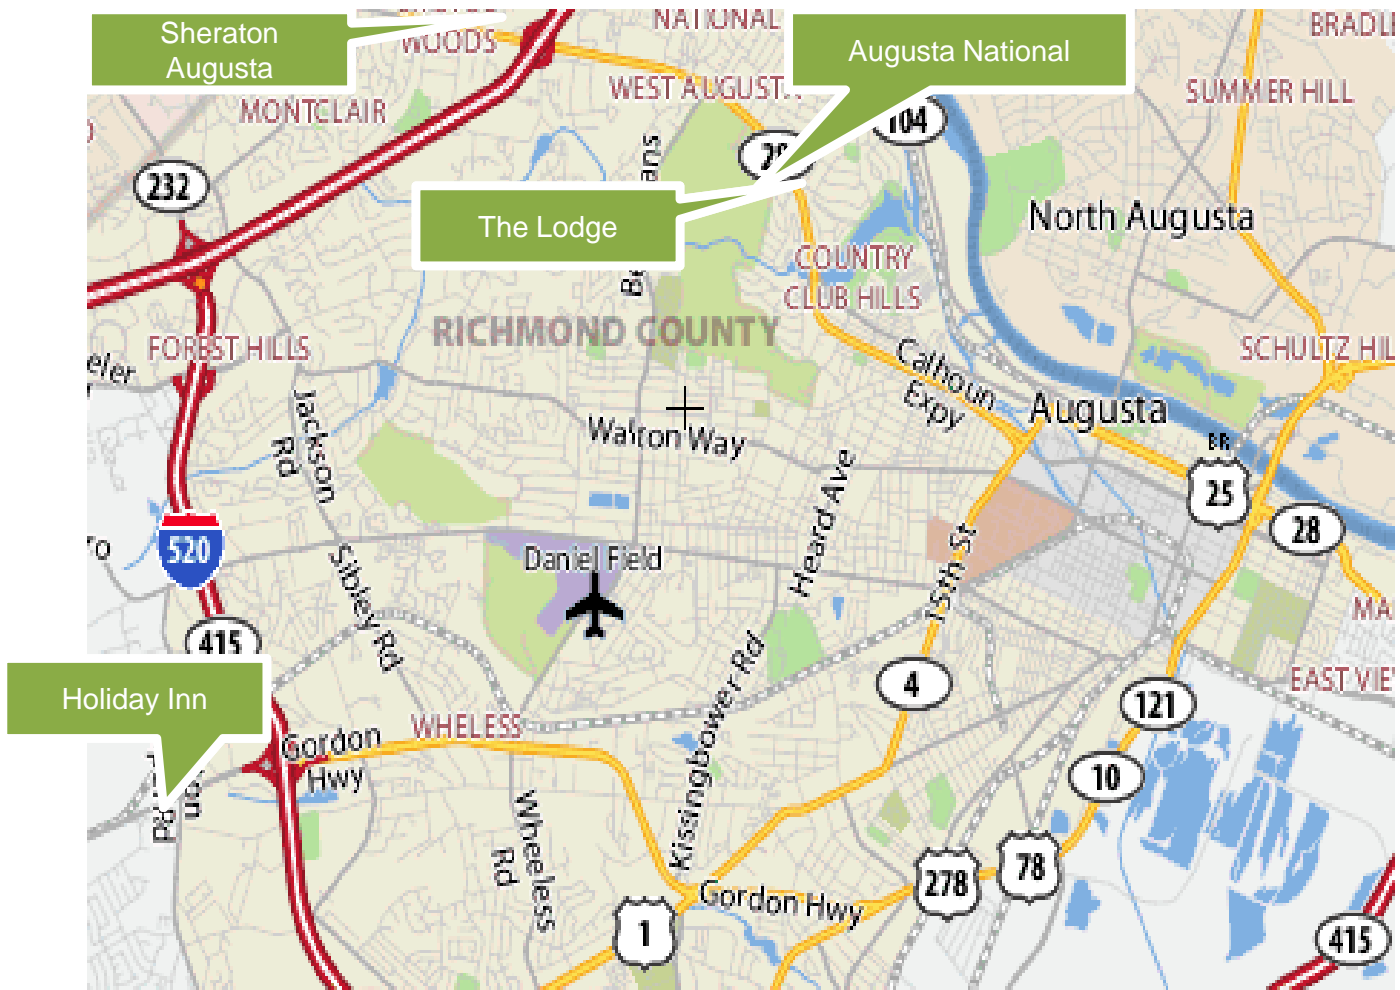 Sheraton
Augusta
WOODS
NATIONAL
Augusta National
MONTCLAIR
WEST AUGUSTA
SUMMER HILL
104
28
232
The Lodge
North Augusta
COUNTRY
CLUB HILLS
RICHMOND COUNTY
FOREST HILLS
SCHULTZ HIL
Calhoun
Expy
Augusta
Jackson
Rd
Walton Way
BR
25
28
Heard Ave
520
Daniel Field
Sibley Rd
15th St
415
4
EAST VIE
Holiday Inn
WHELESS
121
Gordon
Hwy
Kissingbower Rd
10
Wheeless
Rd
278
78
Gordon Hwy
1
415